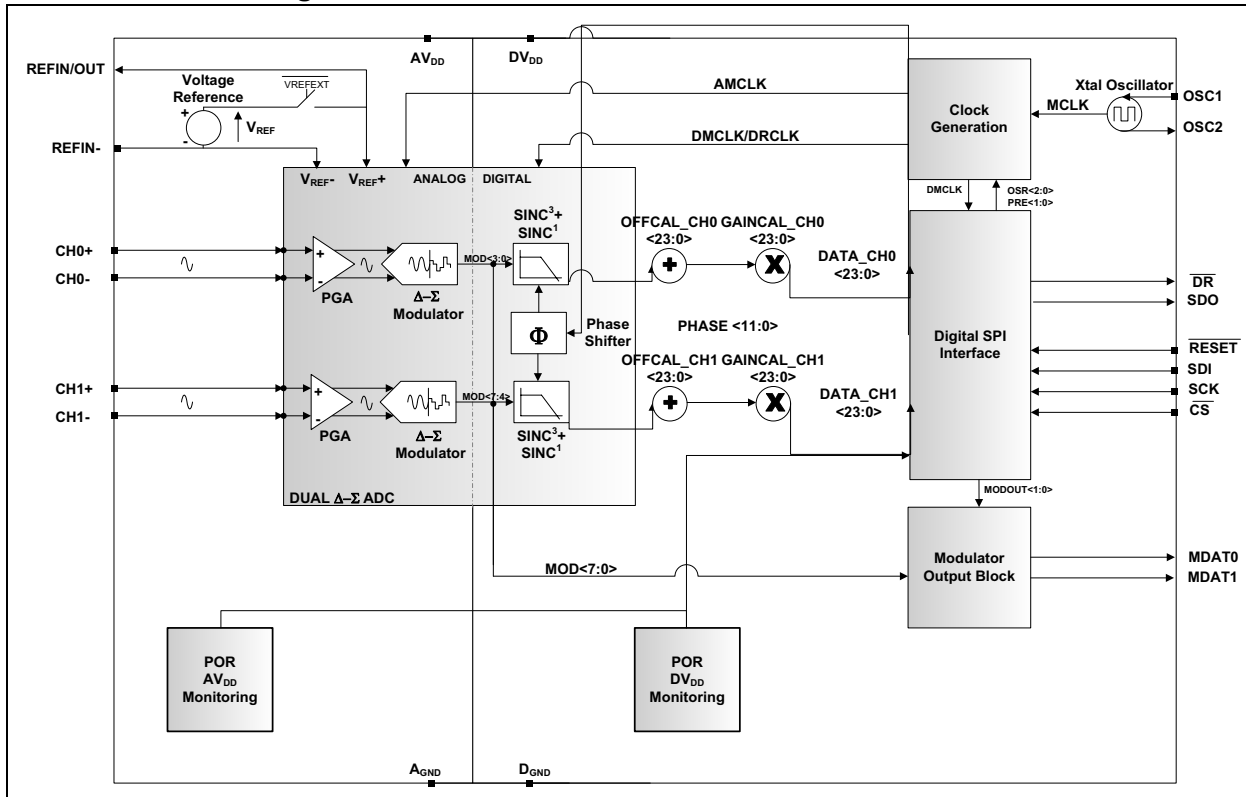 AVDD
DVDD
REFIN/OUT
Voltage
Reference
VREFEXT
+
-
VREF
REFIN-
AMCLK
DMCLK/DRCLK
Clock
Generation
Xtal Oscillator
MCLK
OSC1
OSC2
VREF-
VREF+
ANALOG
DIGITAL
DMCLK
OSR<2:0>
PRE<1:0>
SINC3+
SINC1
OFFCAL_CH0
<23:0>
GAINCAL_CH0
<23:0>
CH0+
CH0-
+
-
PGA
Δ–Σ
Modulator
MOD<3:0>
+
X
DATA_CH0
<23:0>
DR
SDO
Φ
Phase
Shifter
PHASE <11:0>
Digital SPI
Interface
RESET
SDI
SCK
CS
OFFCAL_CH1
<23:0>
GAINCAL_CH1
<23:0>
CH1+
CH1-
+
-
PGA
Δ–Σ
Modulator
MOD<7:4>
SINC3+
SINC1
+
X
DATA_CH1
<23:0>
DUAL Δ–Σ ADC
MODOUT<1:0>
MOD<7:0>
Modulator
Output Block
MDAT0
MDAT1
POR
AVDD
Monitoring
POR
DVDD
Monitoring
AGND
DGND